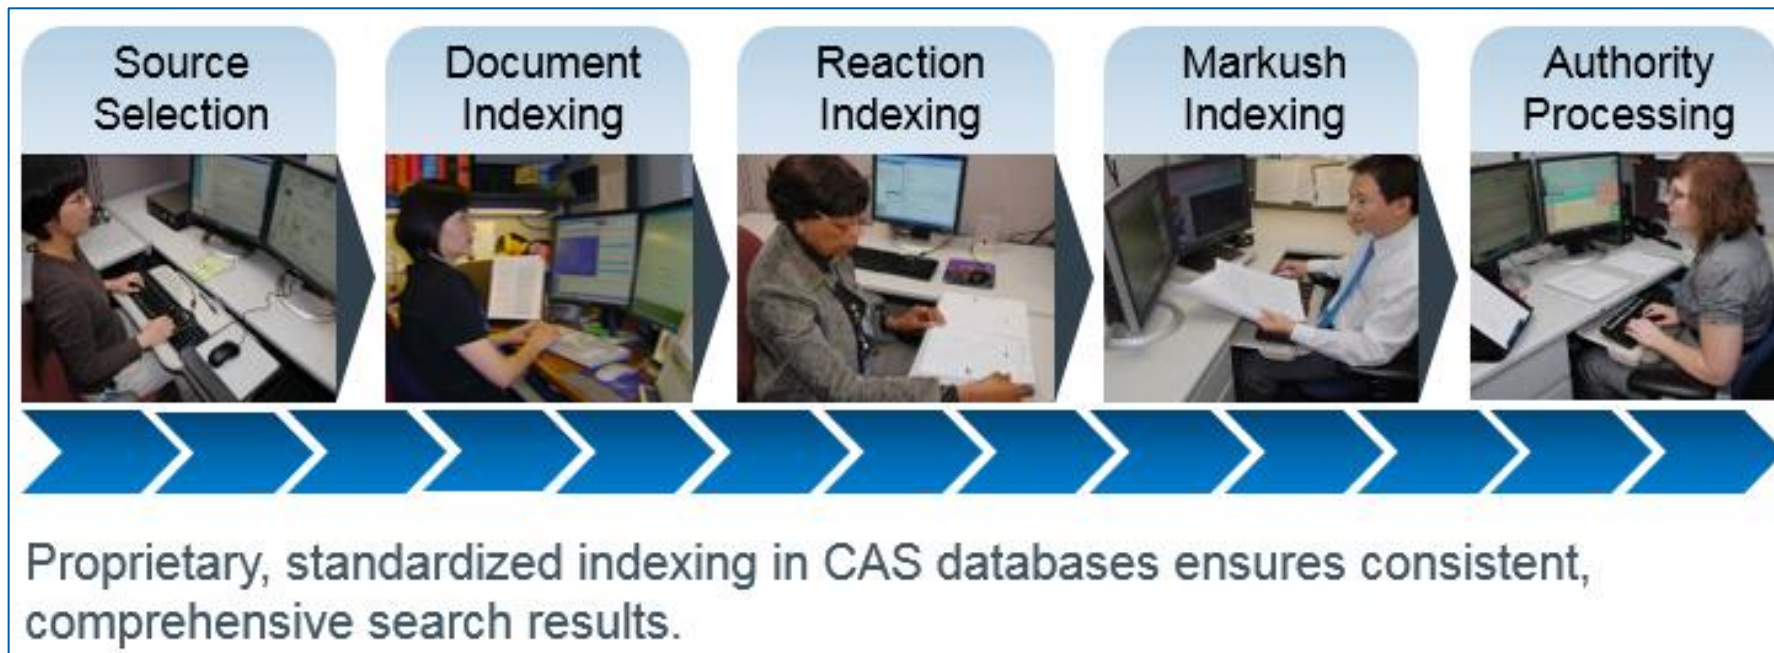 Source
Selection
Document
Indexing
Reaction
Indexing
Markush
Indexing
Authority
Processing
Proprietary, standardized indexing in CAS databases ensures consistent,
comprehensive search results.